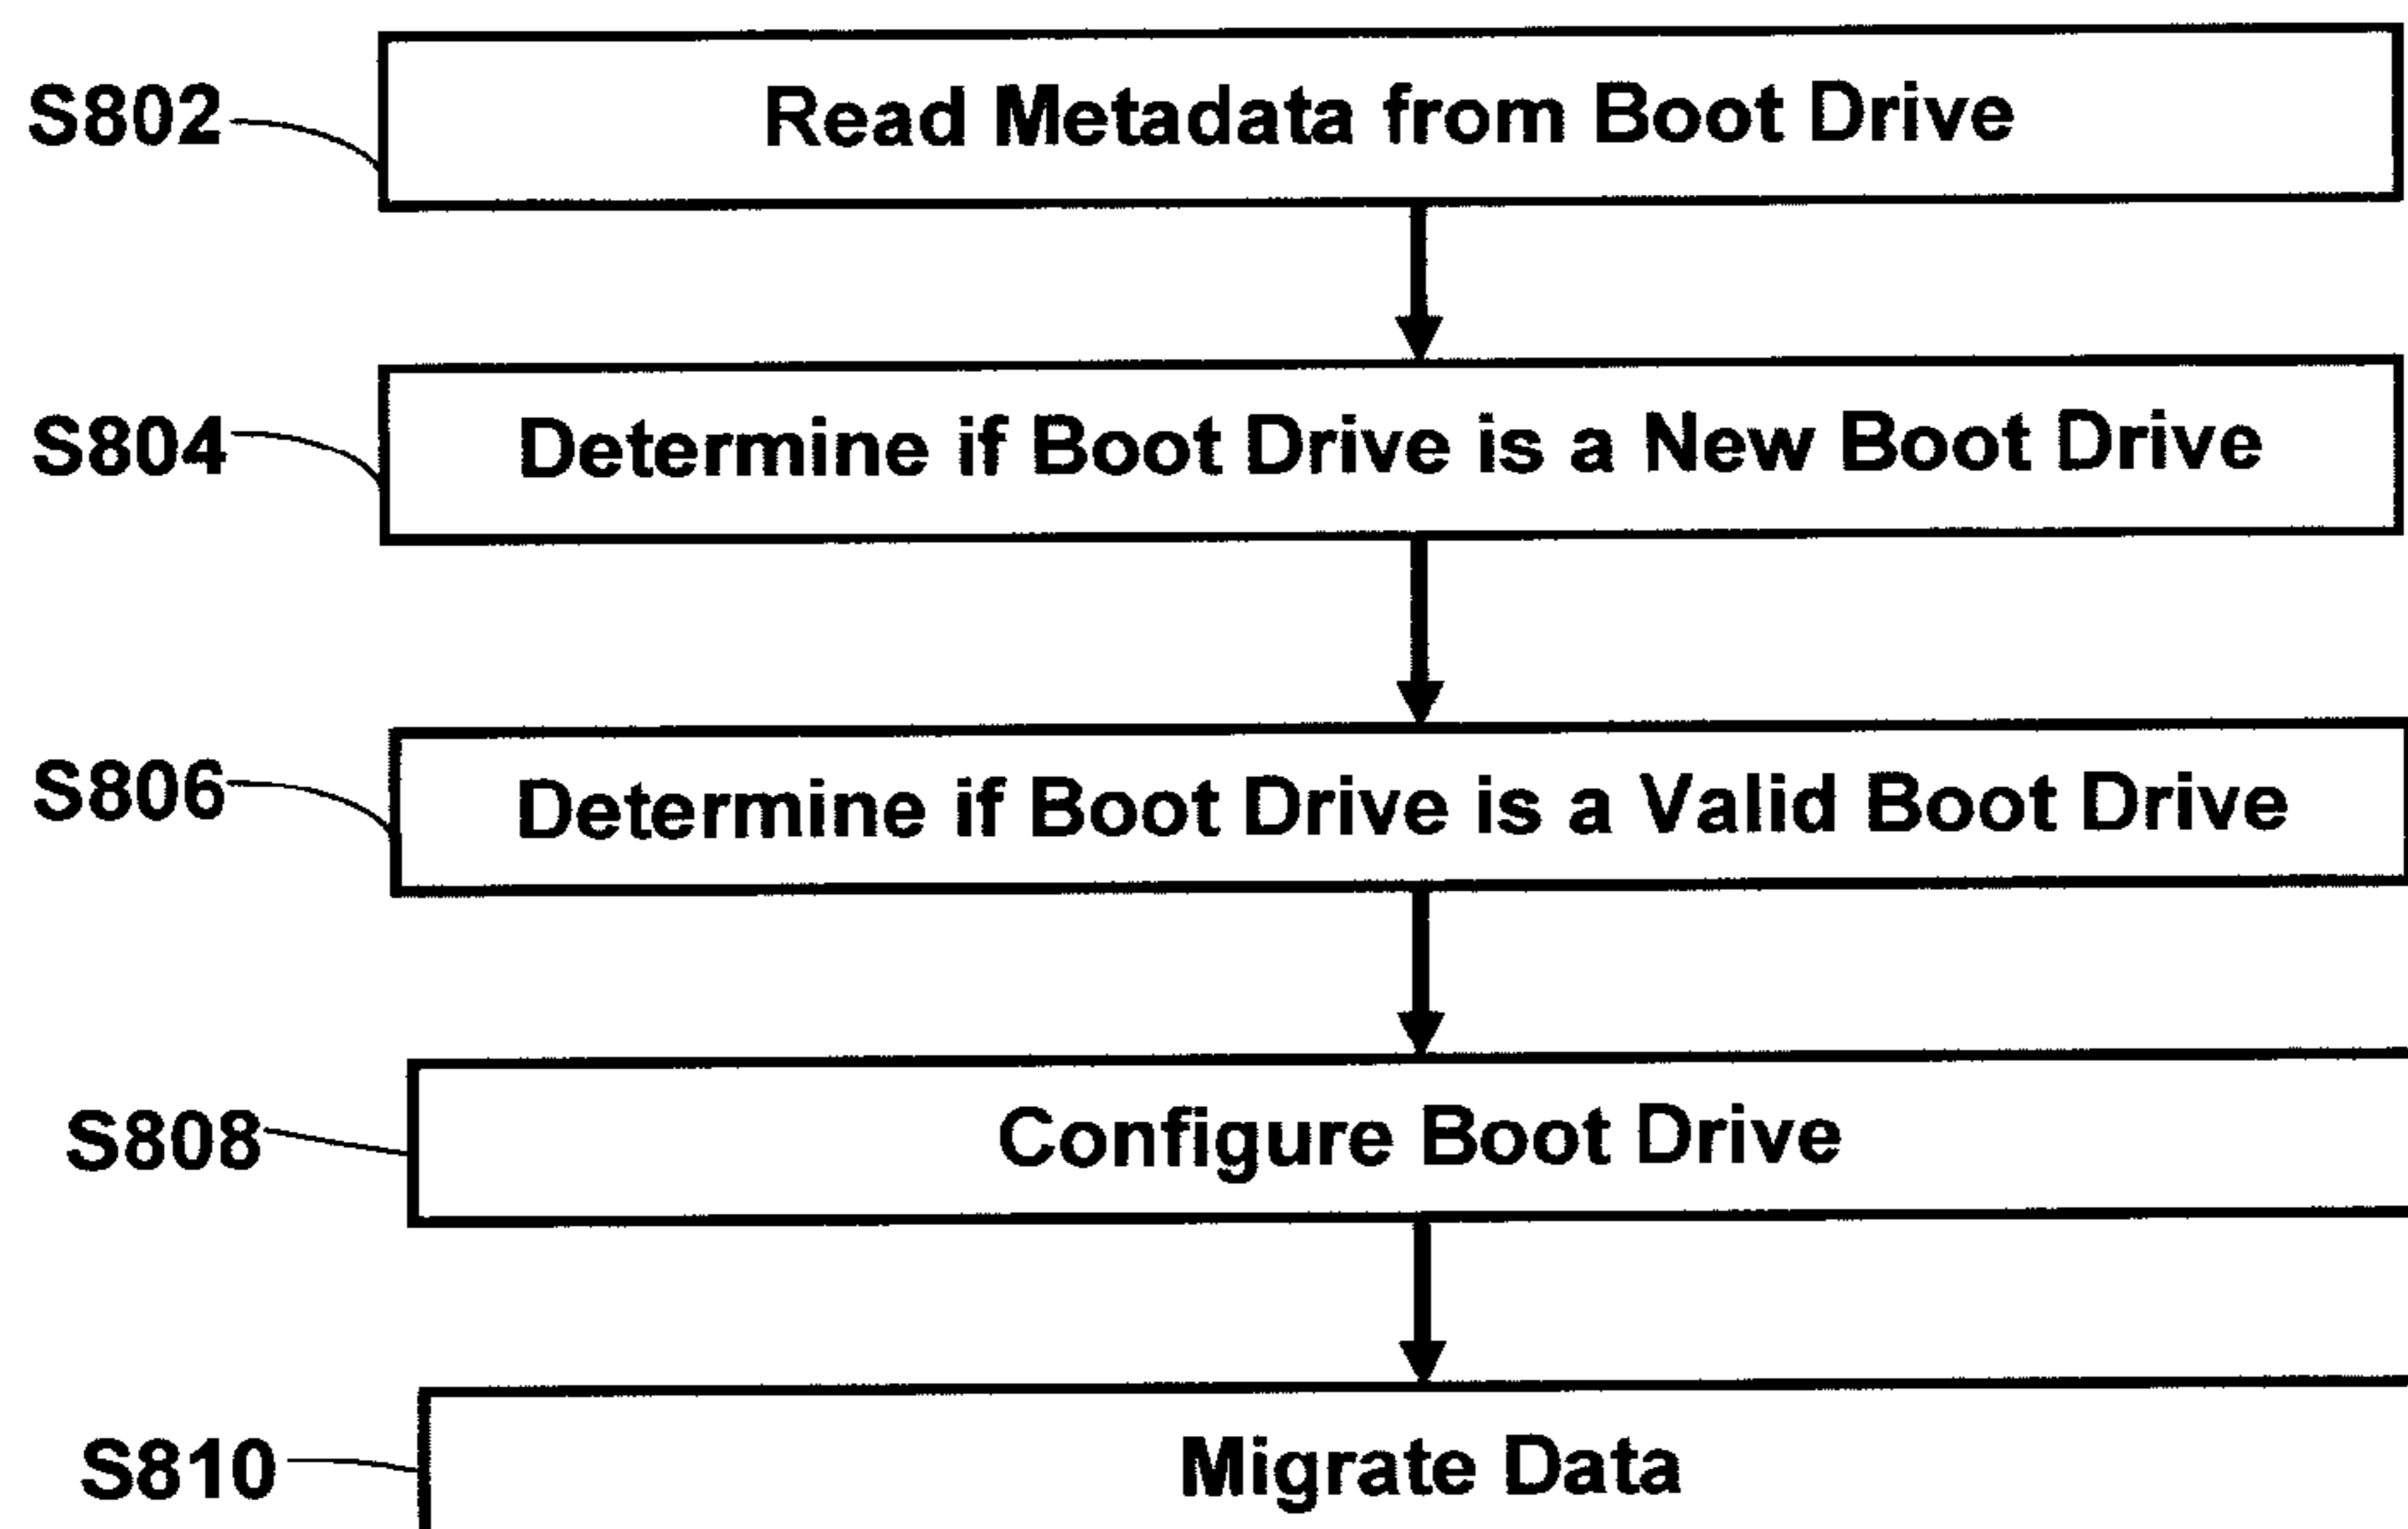 S802 Read Metadata from Boot Drive
S804 Determine if Boot Drive is a New Boot Drive
S806 Determine if Boot Drive is a Valid Boot Drive
S808 Configure Boot Drive
S810 Migrate Data